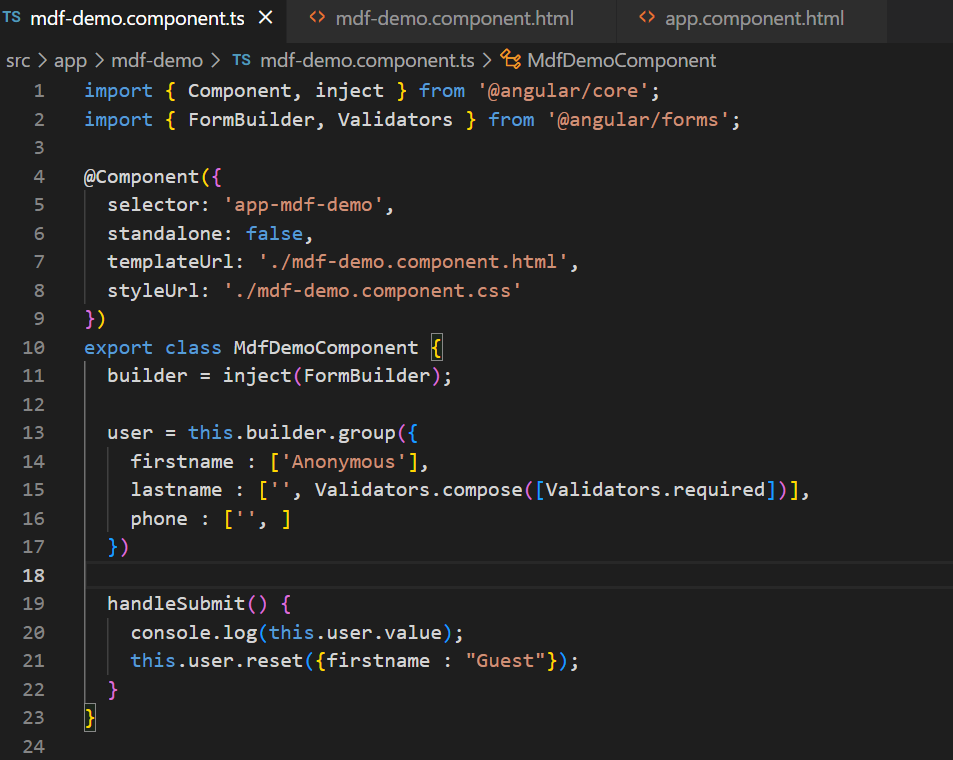 TS mdf-demo.component.ts × <> mdf-demo.component.html <> app.component.html
src > app > mdf-demo > TS mdf-demo.component.ts > MdfDemoComponent
1 import { Component, inject } from '@angular/core';
2 import { FormBuilder, Validators } from '@angular/forms';
3
4 @Component({
5 selector: 'app-mdf-demo',
6 standalone: false,
7 templateUrl: './mdf-demo.component.html',
8 styleUrl: './mdf-demo.component.css'
9 })
10 export class MdfDemoComponent {
11 builder = inject(FormBuilder);
12
13 user = this.builder.group({
14 firstname : ['Anonymous'],
15 lastname : ['', Validators.compose([Validators.required])],
16 phone : ['', ]
17 })
18
19 handleSubmit() {
20 console.log(this.user.value);
21 this.user.reset({firstname : "Guest"});
22 }
23 }
24